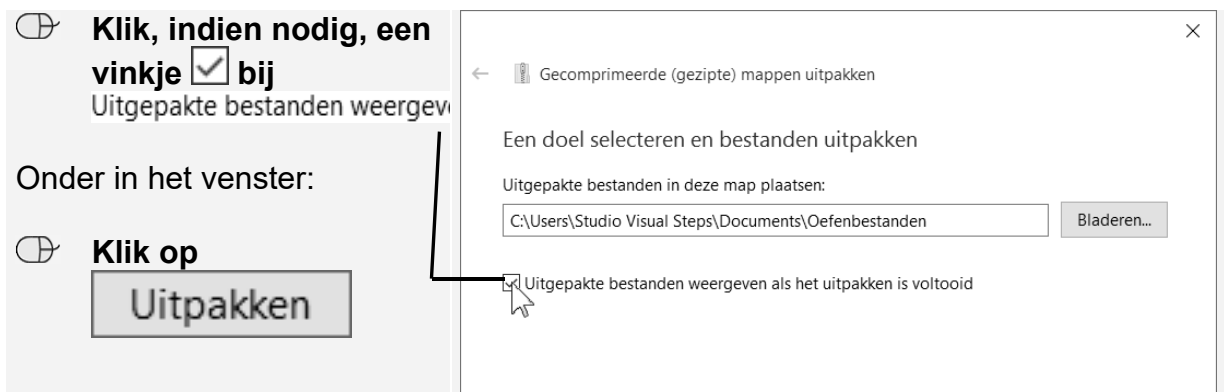 Klik, indien nodig, een
vinkje bij
Uitgepakte bestanden weergev
Onder in het venster:
Klik op
Uitpakken
Gecomprimeerde (gezipte) mappen uitpakken
Een doel selecteren en bestanden uitpakken
Uitgepakte bestanden in deze map plaatsen:
C:\Users\Studio Visual Steps\Documents\Oefenbestanden
Bladeren...
Uitgepakte bestanden weergeven als het uitpakken is voltooid